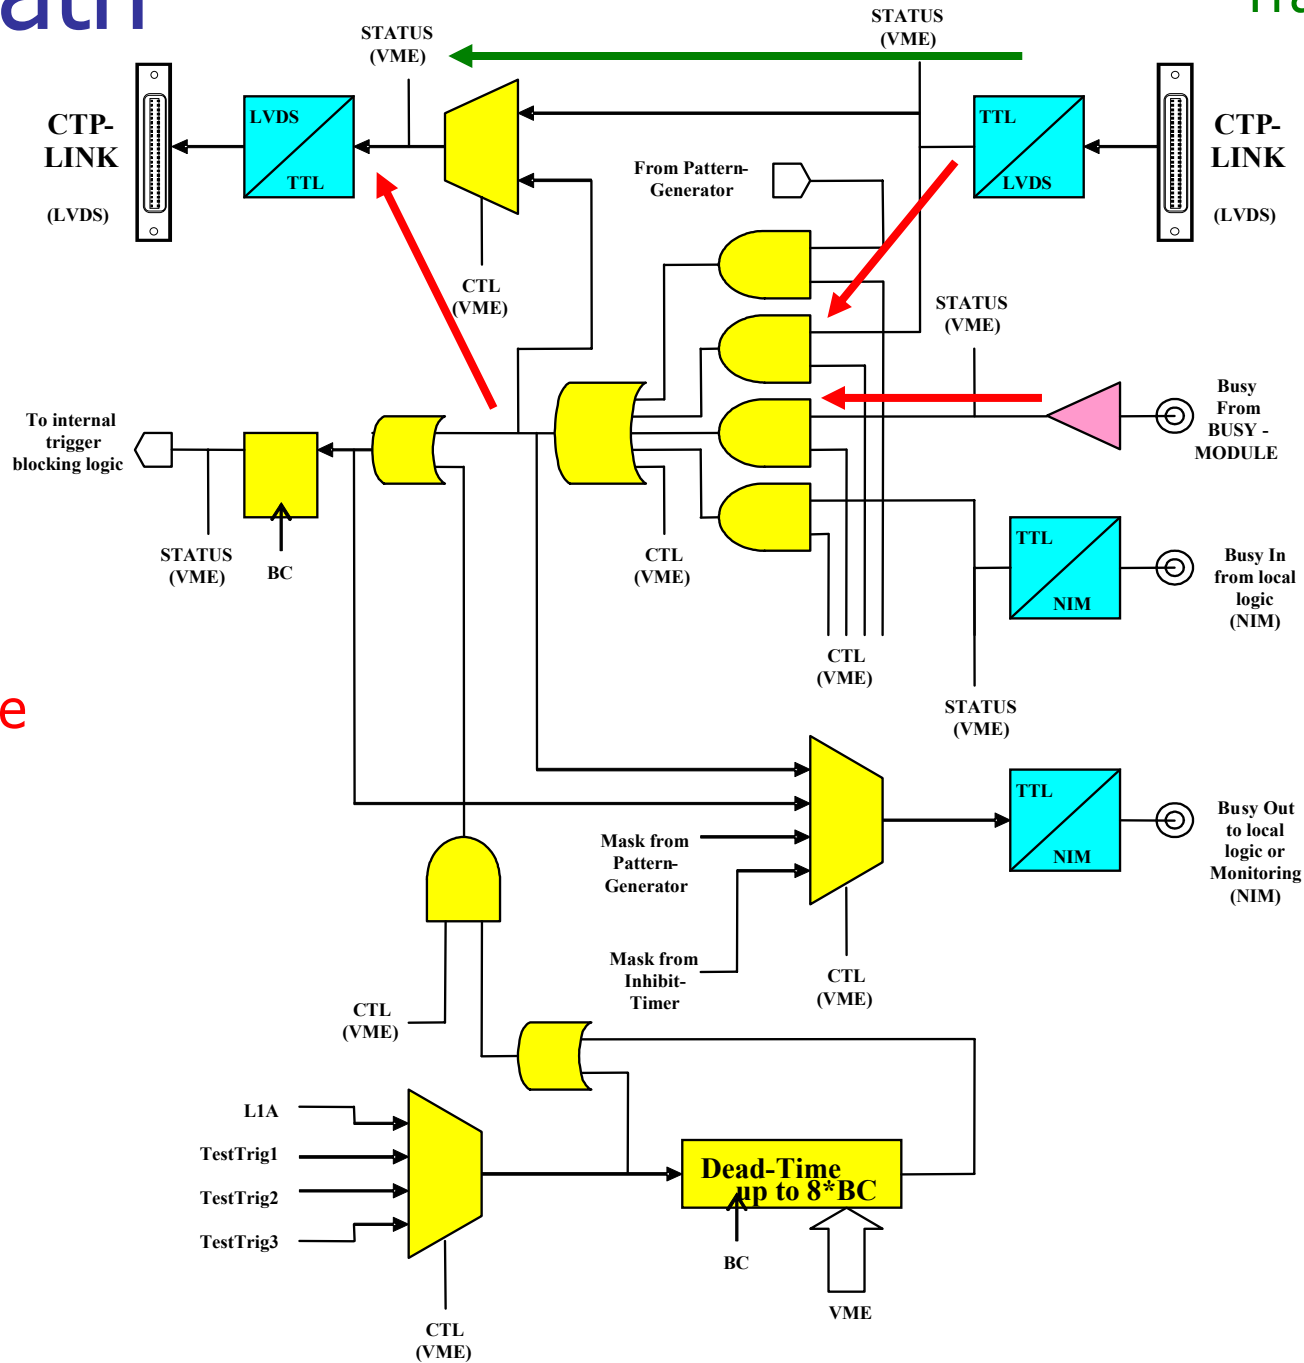 STATUS
(VME)
STATUS
(VME)
CTP-
LINK
(LVDS)
LVDS
TTL
From Pattern-
Generator
TTL
LVDS
CTP-
LINK
(LVDS)
CTL
(VME)
STATUS
(VME)
Busy
From
BUSY -
MODULE
To internal
trigger
blocking logic
STATUS
(VME)
BC
CTL
(VME)
TTL
NIM
Busy In
from local
logic
(NIM)
CTL
(VME)
STATUS
(VME)
e
Mask from
Pattern-
Generator
TTL
NIM
Busy Out
to local
logic or
Monitoring
(NIM)
Mask from
Inhibit-
Timer
CTL
(VME)
CTL
(VME)
L1A
TestTrig1
TestTrig2
TestTrig3
Dead-Time
up to 8*BC
BC
VME
CTL
(VME)